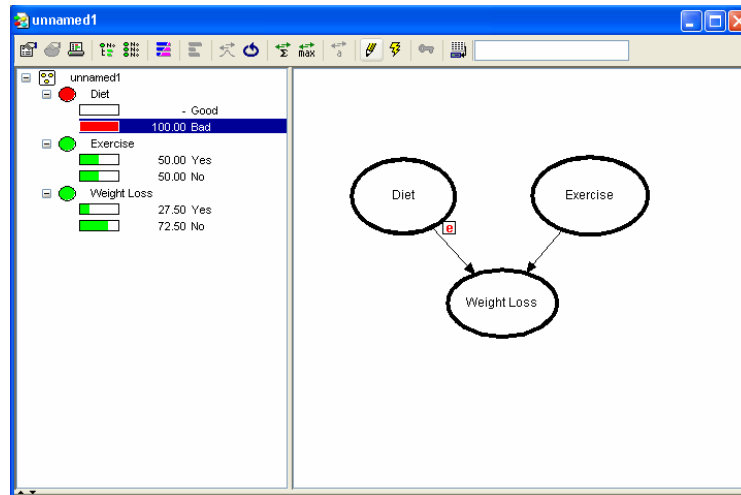 unnamed1
Σ max a
unnamed1
Diet
- Good
100.00 Bad
Exercise
50.00 Yes
50.00 No
Weight Loss
27.50 Yes
72.50 No
Diet
Exercise
e
Weight Loss